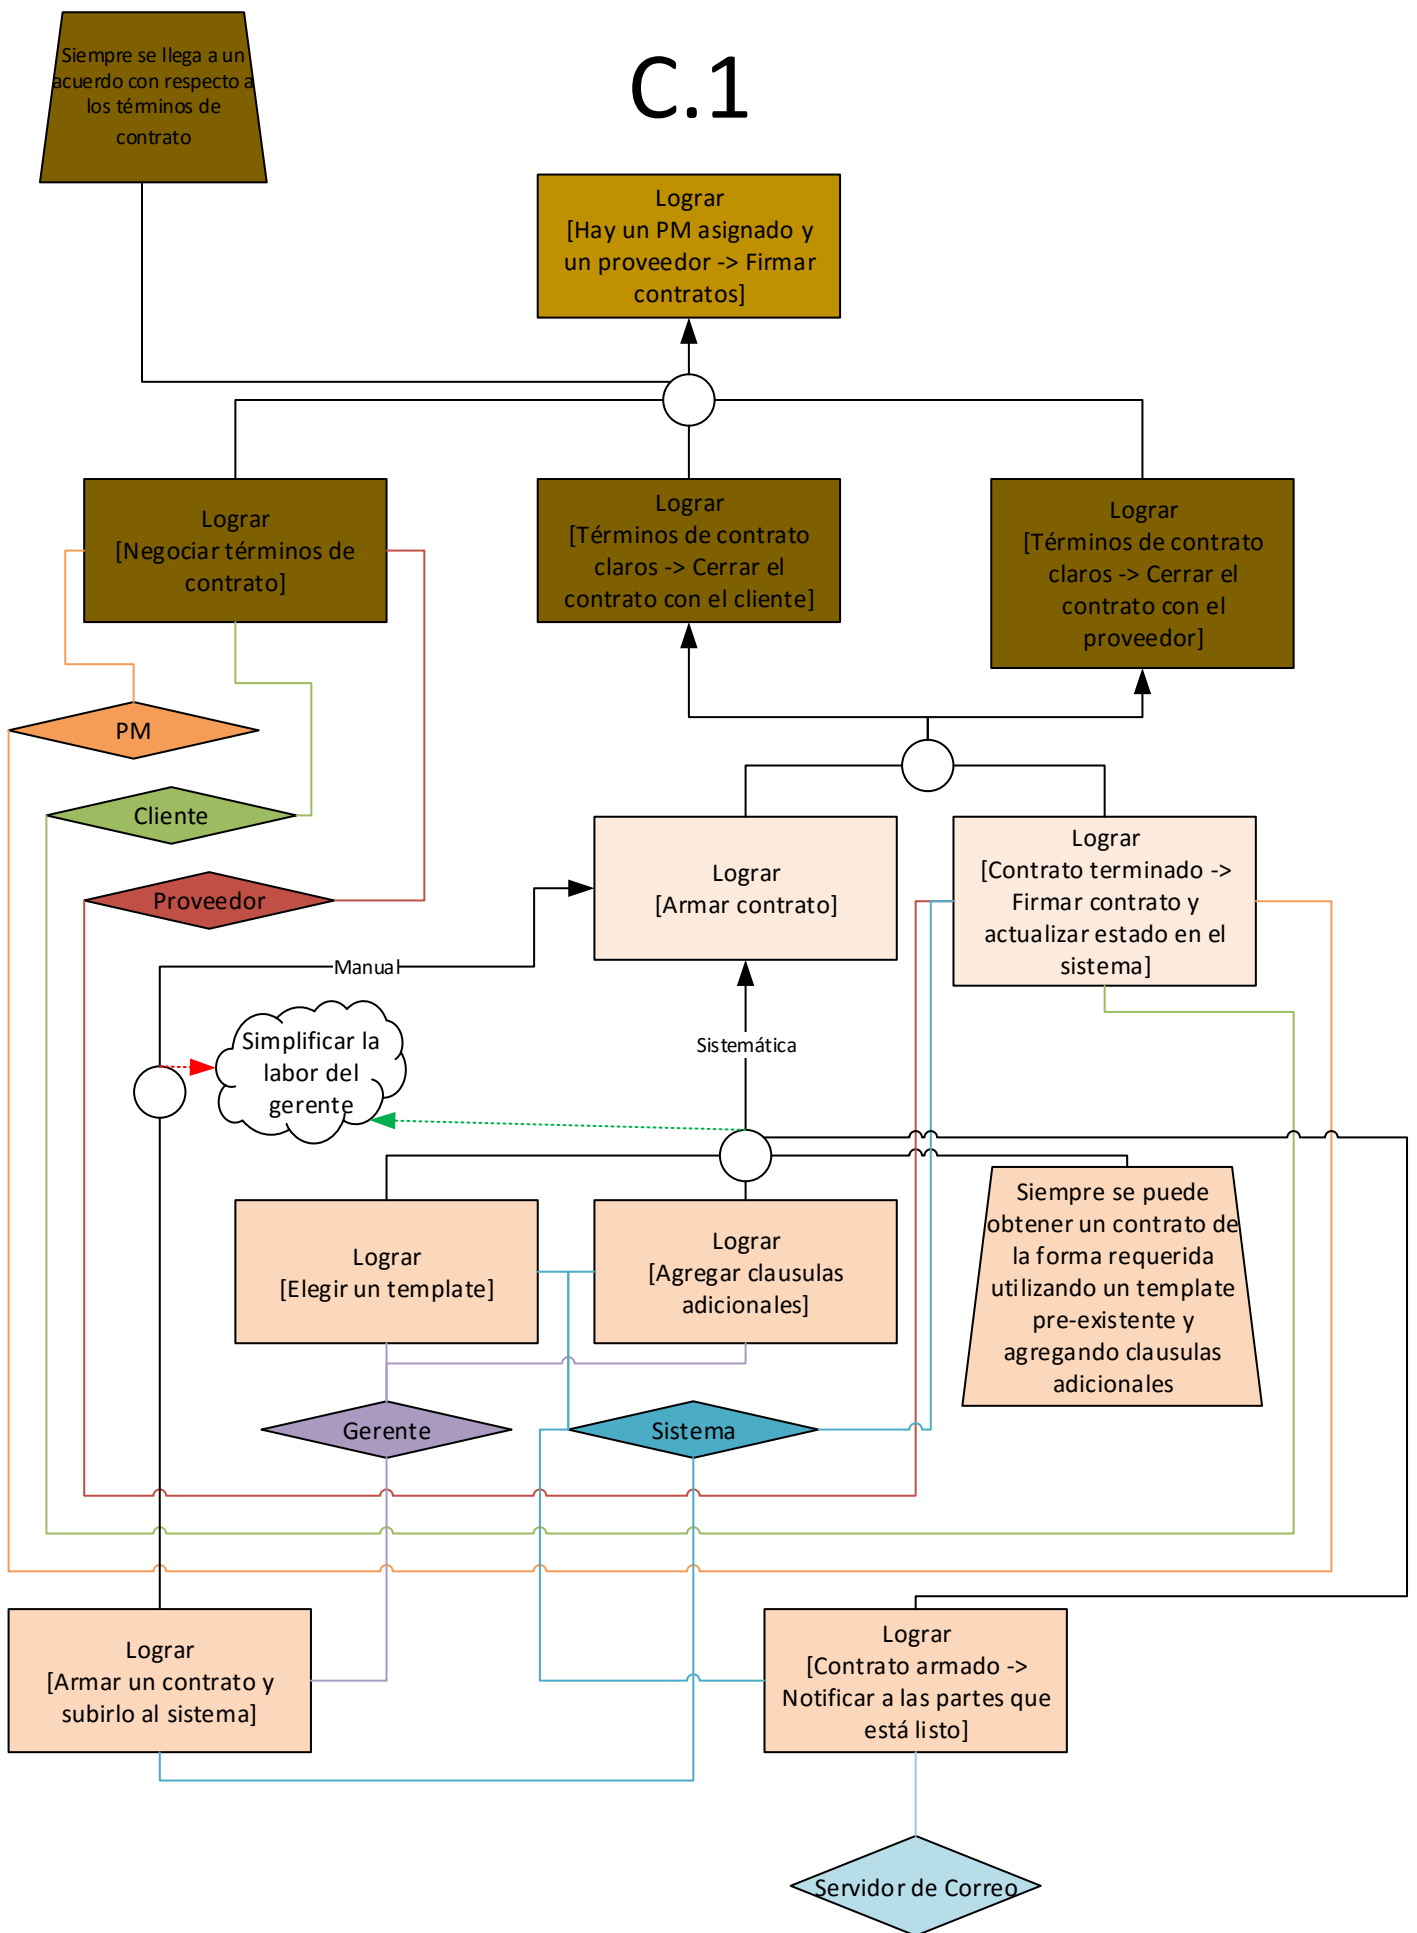 Siempre se llega a un
acuerdo con respecto a
los términos de
contrato
C.1
Lograr
[Hay un PM asignado y
un proveedor -> Firmar
contratos]
Lograr
[Negociar términos de
contrato]
Lograr
[Términos de contrato
claros -> Cerrar el
contrato con el cliente]
Lograr
[Términos de contrato
claros -> Cerrar el
contrato con el
proveedor]
PM
Cliente
Proveedor
Lograr
[Armar contrato]
Lograr
[Contrato terminado ->
Firmar contrato y
actualizar estado en el
sistema]
Manual
Simplificar la
labor del
gerente
Sistemática
Lograr
[Elegir un template]
Lograr
[Agregar clausulas
adicionales]
Siempre se puede
obtener un contrato de
la forma requerida
utilizando un template
pre-existente y
agregando clausulas
adicionales
Gerente
Sistema
Lograr
[Armar un contrato y
subirlo al sistema]
Lograr
[Contrato armado ->
Notificar a las partes que
está listo]
Servidor de Correo